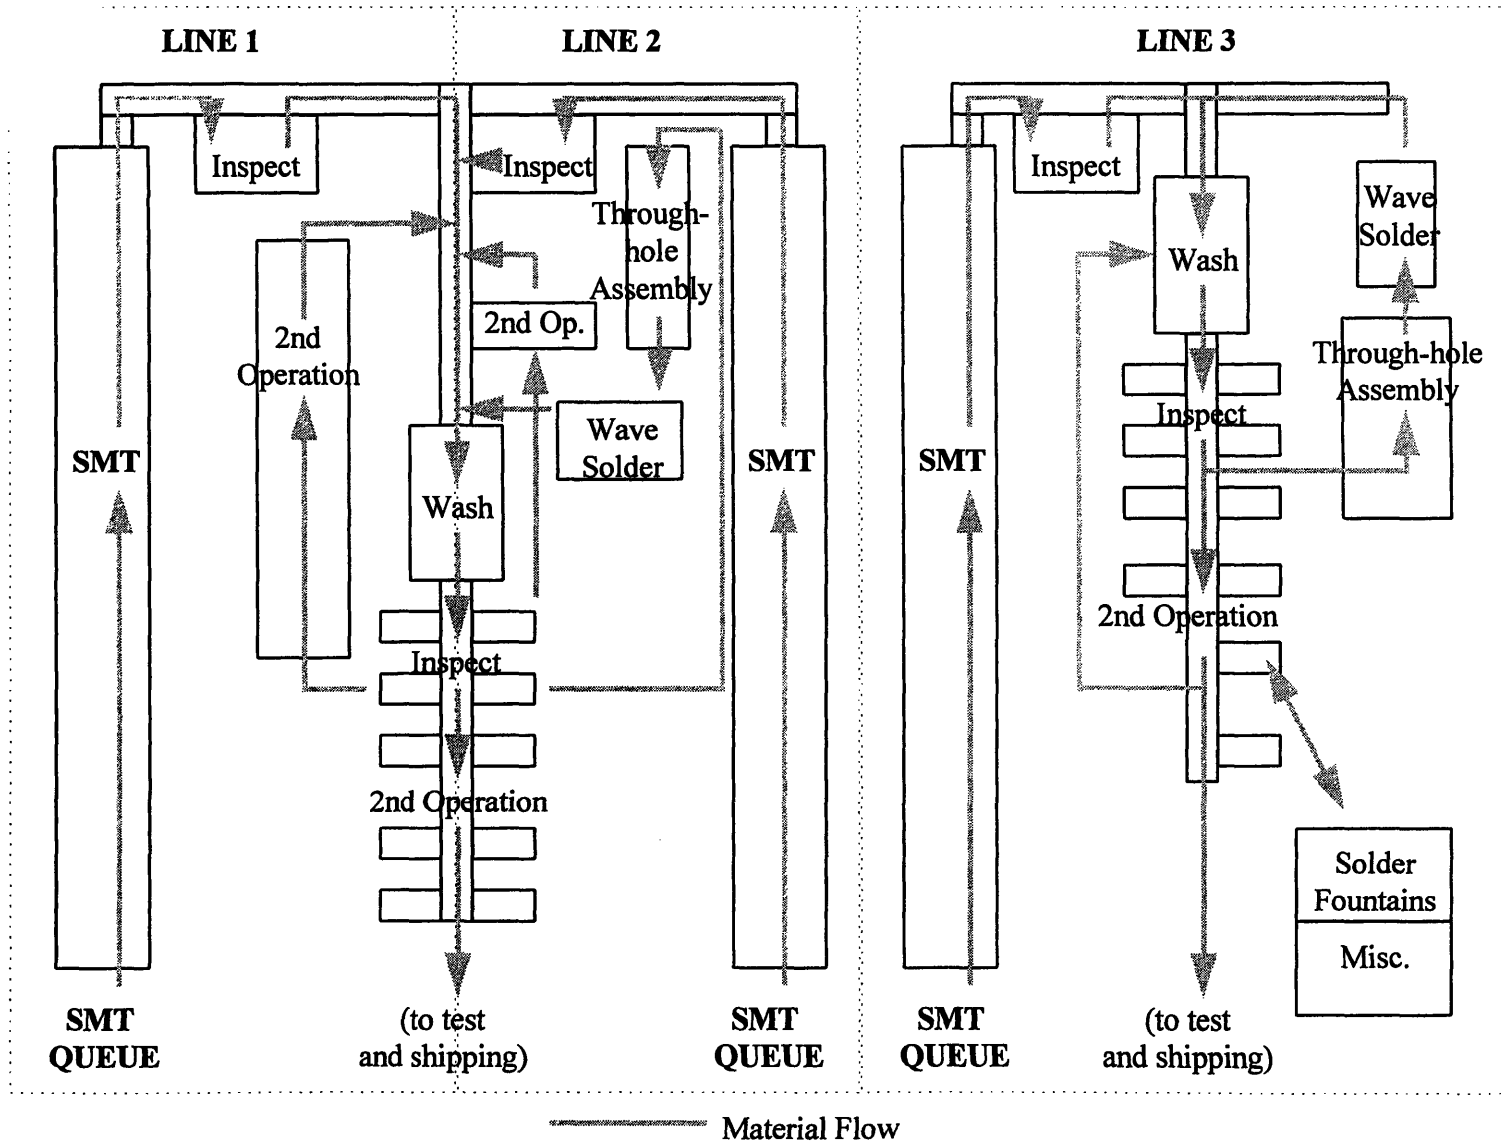 LINE 1
LINE 2
LINE 3
Inspect
Inspect
Through-
hole
Assembly
2nd Op.
2nd
Operation
Wave
Solder
SMT
SMT
Wash
Inspect
2nd Operation
SMT
QUEUE
(to test
and shipping)
SMT
QUEUE
Inspect
Wash
Wave
Solder
Through-hole
Assembly
Inspect
SMT
2nd Operation
Solder
Fountains
Misc.
SMT
QUEUE
(to test
and shipping)
Material Flow